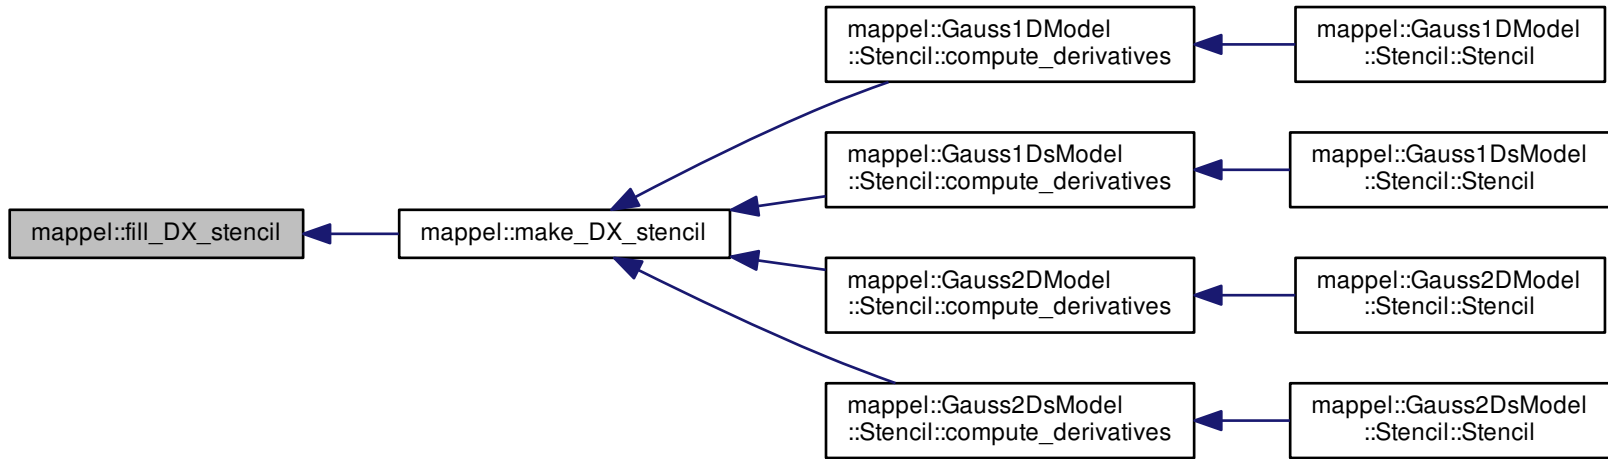 mappel::fill_DX_stencil
mappel::make_DX_stencil
mappel::Gauss1DModel
::Stencil::compute_derivatives
mappel::Gauss1DModel
::Stencil::Stencil
mappel::Gauss1DsModel
::Stencil::compute_derivatives
mappel::Gauss1DsModel
::Stencil::Stencil
mappel::Gauss2DModel
::Stencil::compute_derivatives
mappel::Gauss2DModel
::Stencil::Stencil
mappel::Gauss2DsModel
::Stencil::compute_derivatives
mappel::Gauss2DsModel
::Stencil::Stencil